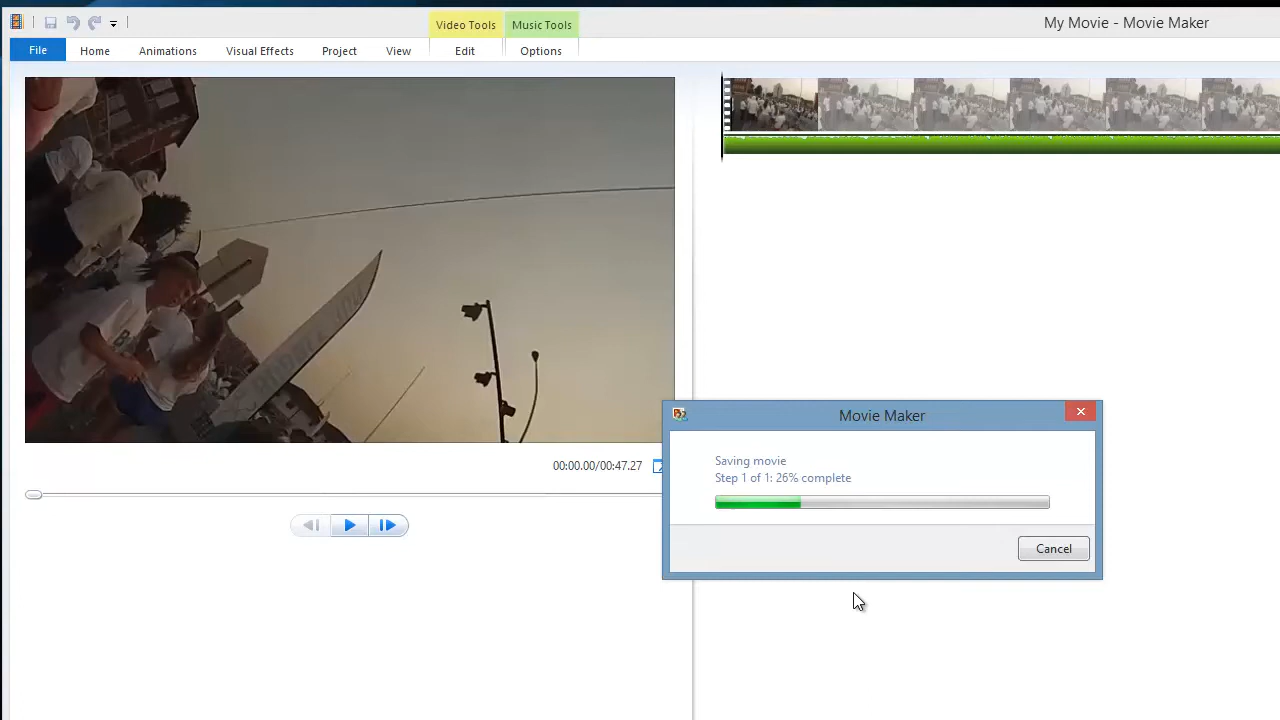 Video Tools
Music Tools
My Movie - Movie Maker
File
Home
Animations
Visual Effects
Project
View
Edit
Options
00:00.00/00:47.27
Movie Maker
Saving movie
Step 1 of 1: 26% complete
Cancel